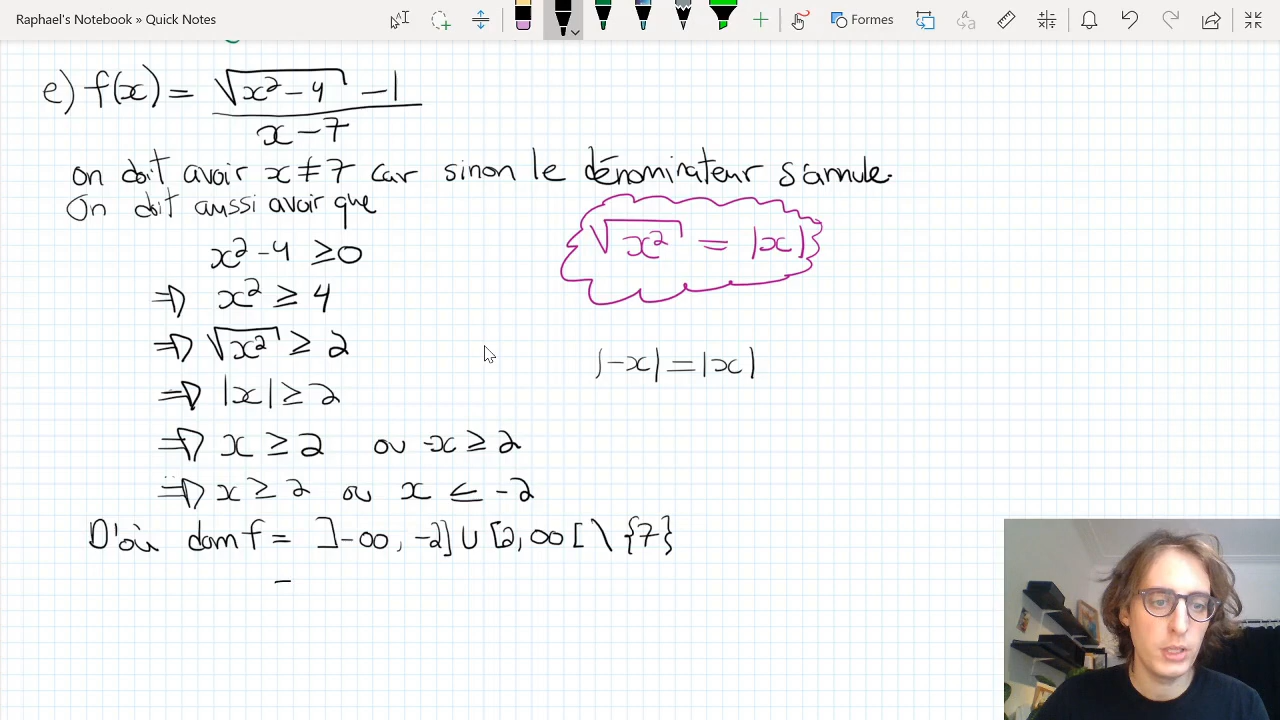 Raphael's Notebook » Quick Notes
Formes
e) f(x) = (√(x² - 4) - 1) / (x - 7)
on doit avoir x ≠ 7 car sinon le dénominateur s'annule.
On doit aussi avoir que
x² - 4 ≥ 0
⇒ x² ≥ 4
⇒ √x² ≥ 2
⇒ |x| ≥ 2
⇒ x ≥ 2 ou -x ≥ 2
⇒ x ≥ 2 ou x ≤ -2
D'où dom f = ]-∞, -2] ∪ [2, ∞[ \ {7}
=
√x² = |x|
|-x| = |x|